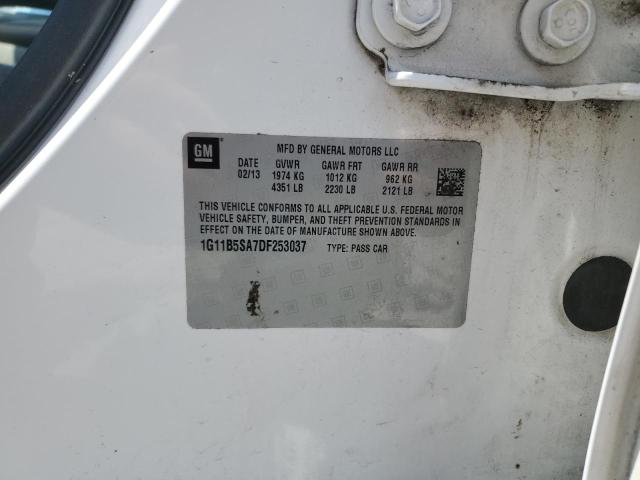 GM
MFD BY GENERAL MOTORS LLC
DATE GVWR GAWR FRT GAWR RR
02/13 1974 KG 1012 KG 962 KG
4351 LB 2230 LB 2121 LB
THIS VEHICLE CONFORMS TO ALL APPLICABLE U.S. FEDERAL MOTOR
VEHICLE SAFETY, BUMPER, AND THEFT PREVENTION STANDARDS IN
EFFECT ON THE DATE OF MANUFACTURE SHOWN ABOVE.
1G11B5SA7DF253037 TYPE: PASS CAR